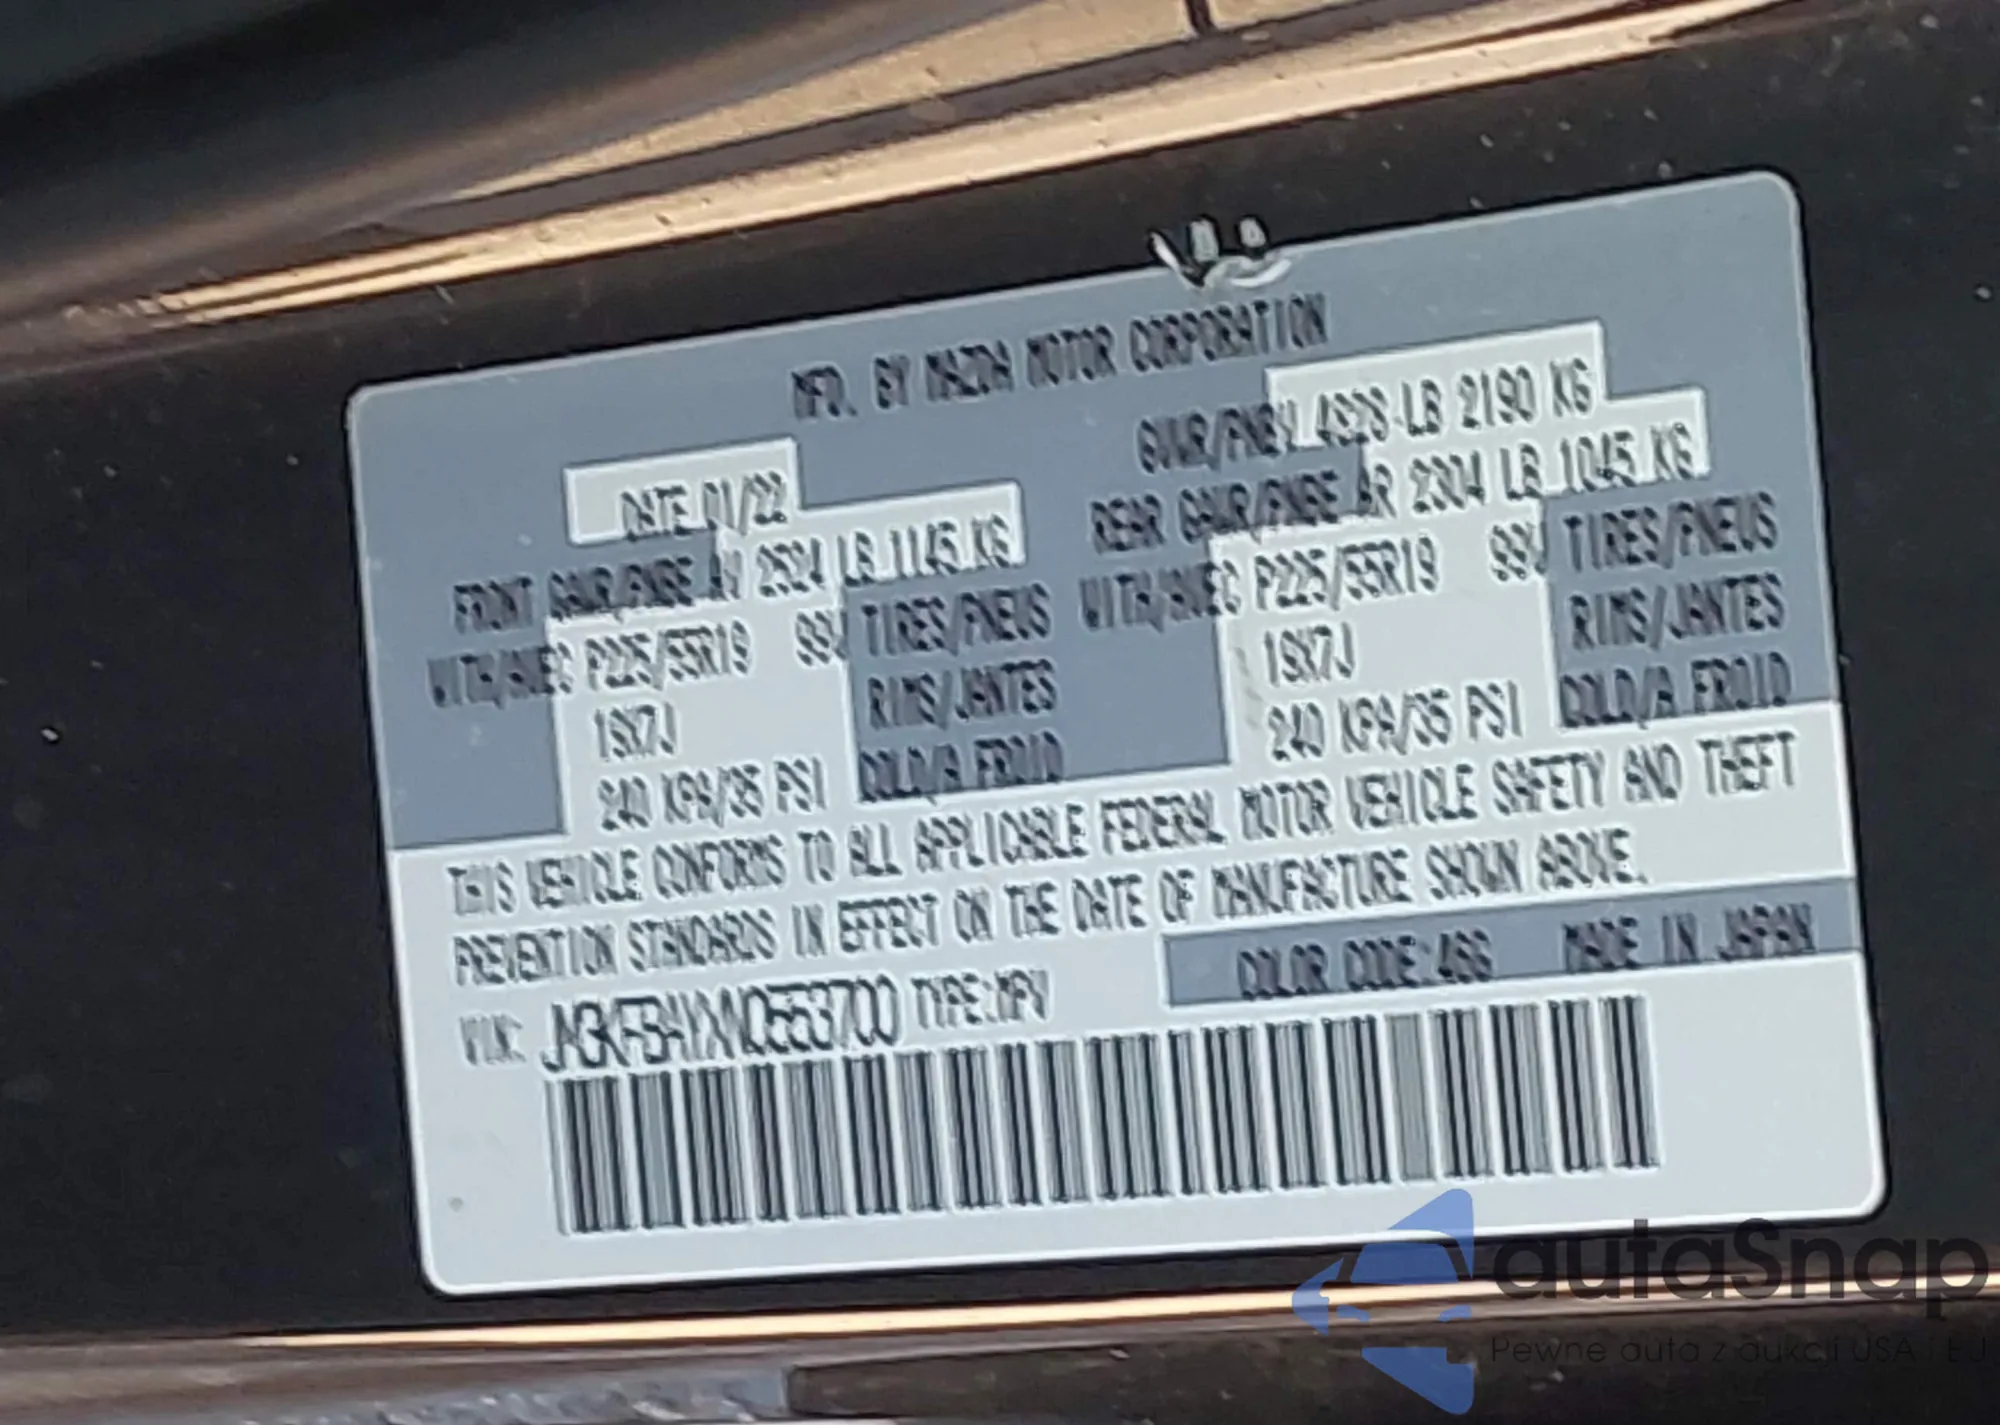 MFD. BY MAZDA MOTOR CORPORATION
DATE 01/22
GVWR/PNBV 4828 LB 2190 KG
FRONT GAWR/PNBE AV 2524 LB 1145 KG
REAR GAWR/PNBE AR 2304 LB 1045 KG
WITH/AVEC P225/55R19 99V TIRES/PNEUS
19X7J RIMS/JANTES
240 KPA/35 PSI COLD/A FROID
WITH/AVEC P225/55R19 99V TIRES/PNEUS
19X7J RIMS/JANTES
240 KPA/35 PSI COLD/A FROID
THIS VEHICLE CONFORMS TO ALL APPLICABLE FEDERAL MOTOR VEHICLE SAFETY AND THEFT
PREVENTION STANDARDS IN EFFECT ON THE DATE OF MANUFACTURE SHOWN ABOVE.
COLOR CODE:46G MADE IN JAPAN
VIN: TYPE:MPV
autaSnap
Pewne auta z aukcji USA i EU